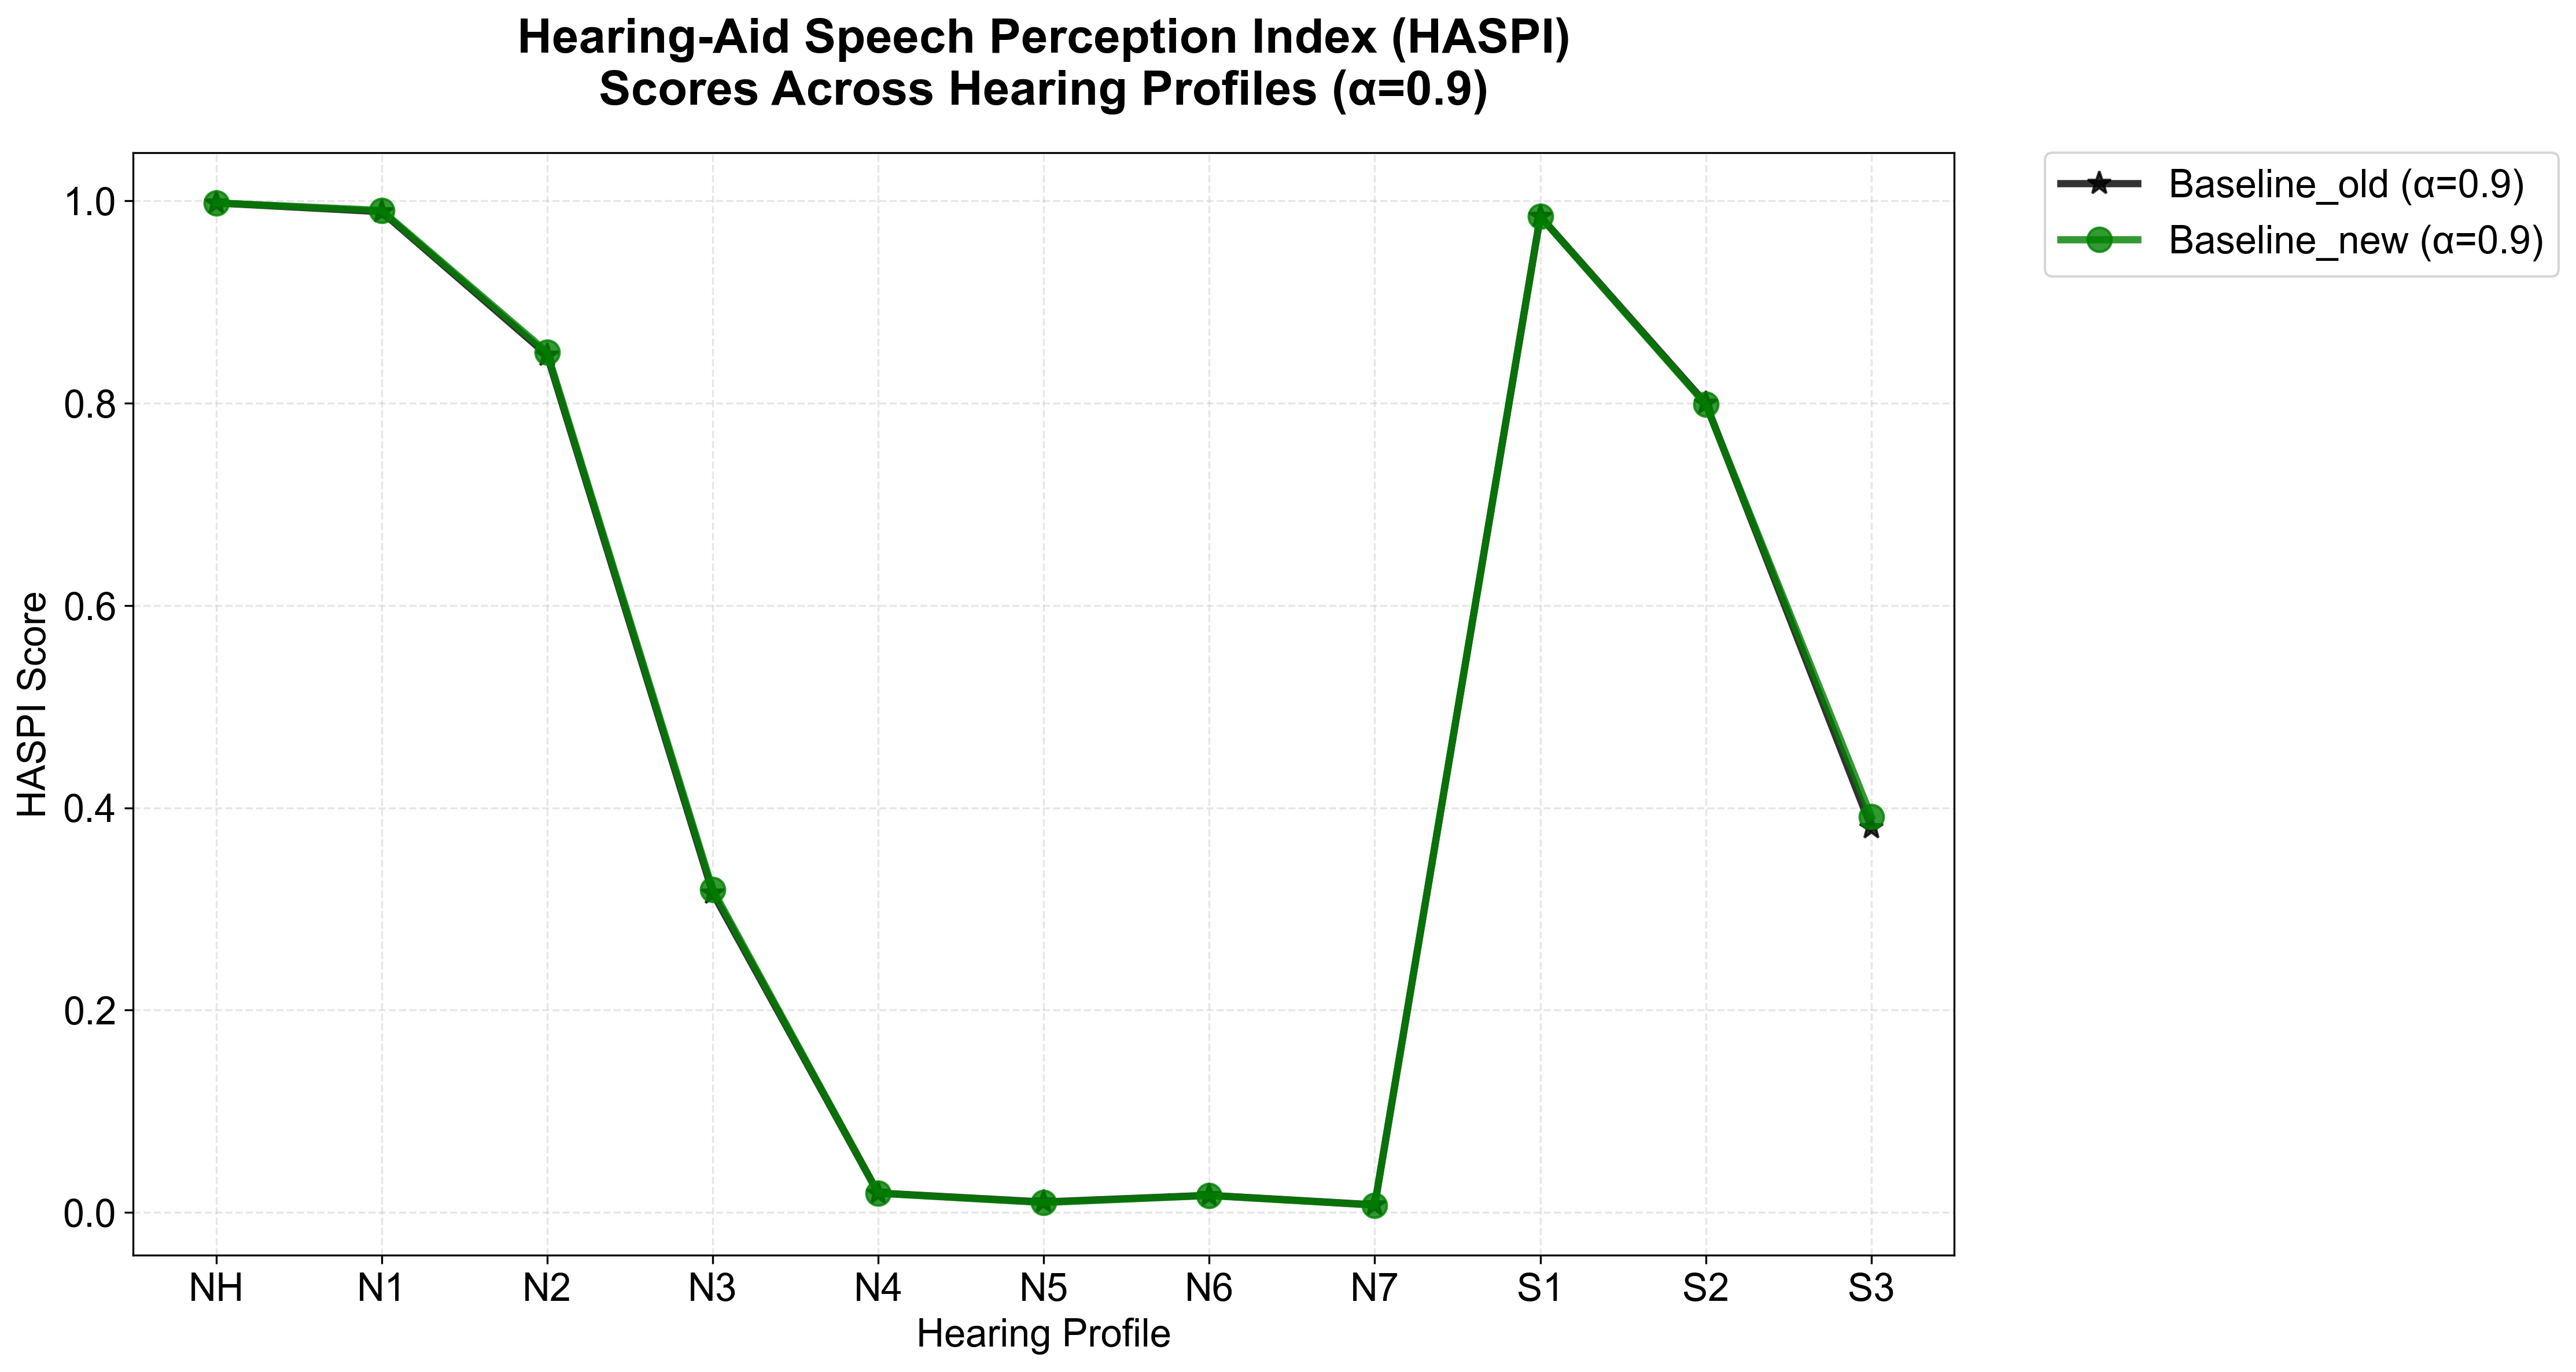 Hearing-Aid Speech Perception Index (HASPI)
Scores Across Hearing Profiles (α=0.9)
Baseline_old (α=0.9)
Baseline_new (α=0.9)
HASPI Score
1.0
0.8
0.6
0.4
0.2
0.0
NH N1 N2 N3 N4 N5 N6 N7 S1 S2 S3
Hearing Profile